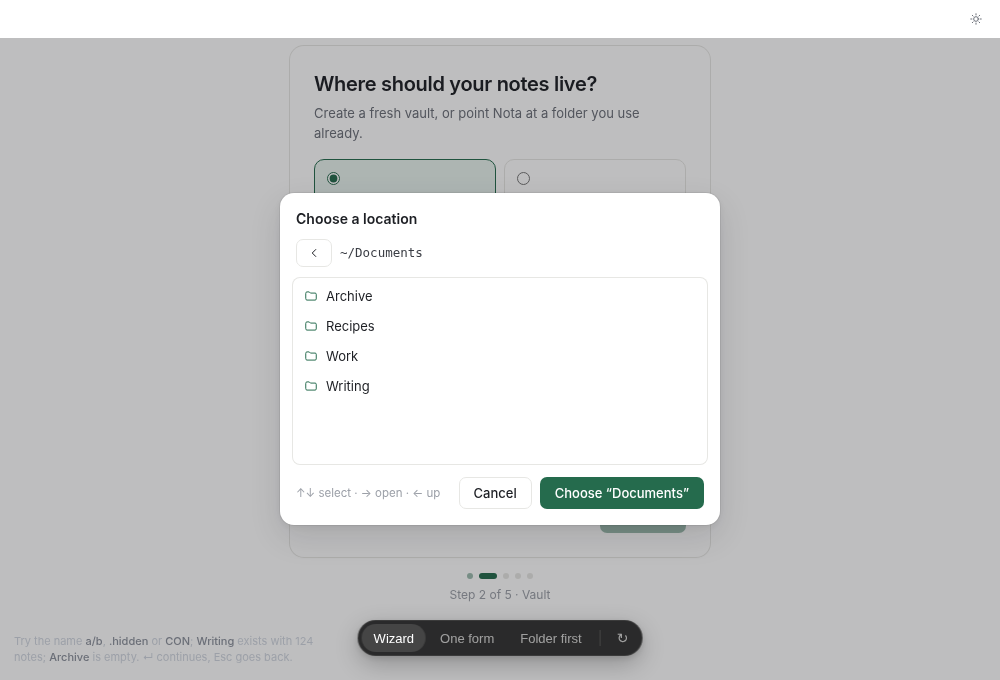 Where should your notes live?
Create a fresh vault, or point Nota at a folder you use
already.
Choose a location
~/Documents
Archive
Recipes
Work
Writing
↑↓ select · → open · ← up
Cancel
Choose “Documents”
Step 2 of 5 · Vault
Try the name a/b, .hidden or CON; Writing exists with 124
notes; Archive is empty. ↩ continues, Esc goes back.
Wizard
One form
Folder first
↻